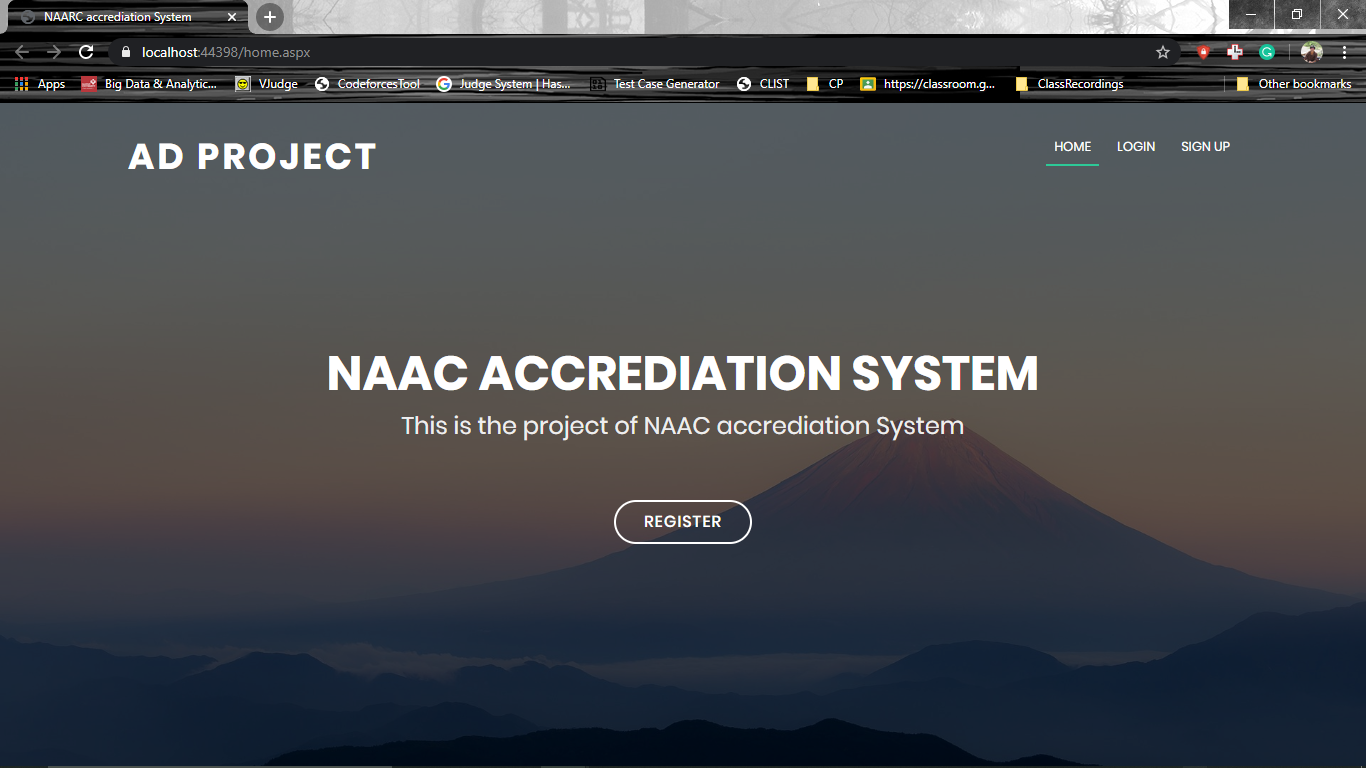 NAARC accrediation System
localhost:44398/home.aspx
Apps Big Data & Analytic... VJudge CodeforcesTool Judge System | Has... Test Case Generator CLIST CP https://classroom.g... ClassRecordings Other bookmarks
AD PROJECT
HOME LOGIN SIGN UP
NAAC ACCREDIATION SYSTEM
This is the project of NAAC accrediation System
REGISTER